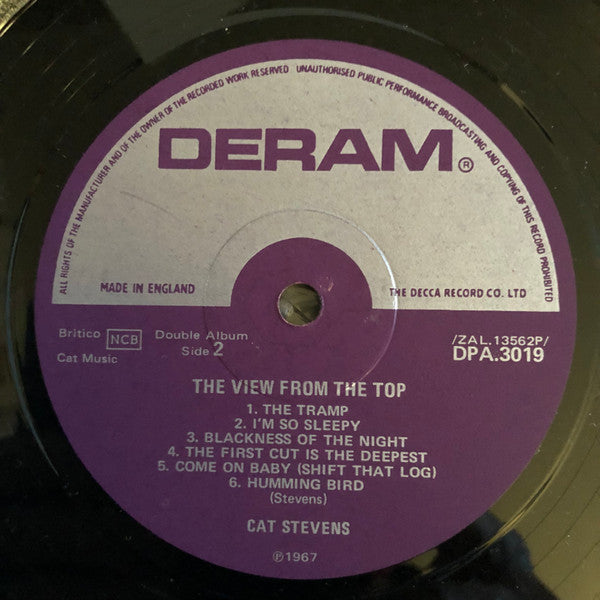 ALL RIGHTS OF THE MANUFACTURER AND OF THE OWNER OF THE RECORDED WORK RESERVED UNAUTHORISED PUBLIC PERFORMANCE BROADCASTING AND COPYING OF THIS RECORD PROHIBITED
DERAM®
MADE IN ENGLAND
THE DECCA RECORD CO. LTD
Britico NCB Double Album
Cat Music Side 2
/ZAL.13562P/
DPA.3019
THE VIEW FROM THE TOP
1. THE TRAMP
2. I'M SO SLEEPY
3. BLACKNESS OF THE NIGHT
4. THE FIRST CUT IS THE DEEPEST
5. COME ON BABY (SHIFT THAT LOG)
6. HUMMING BIRD
(Stevens)
CAT STEVENS
℗1967